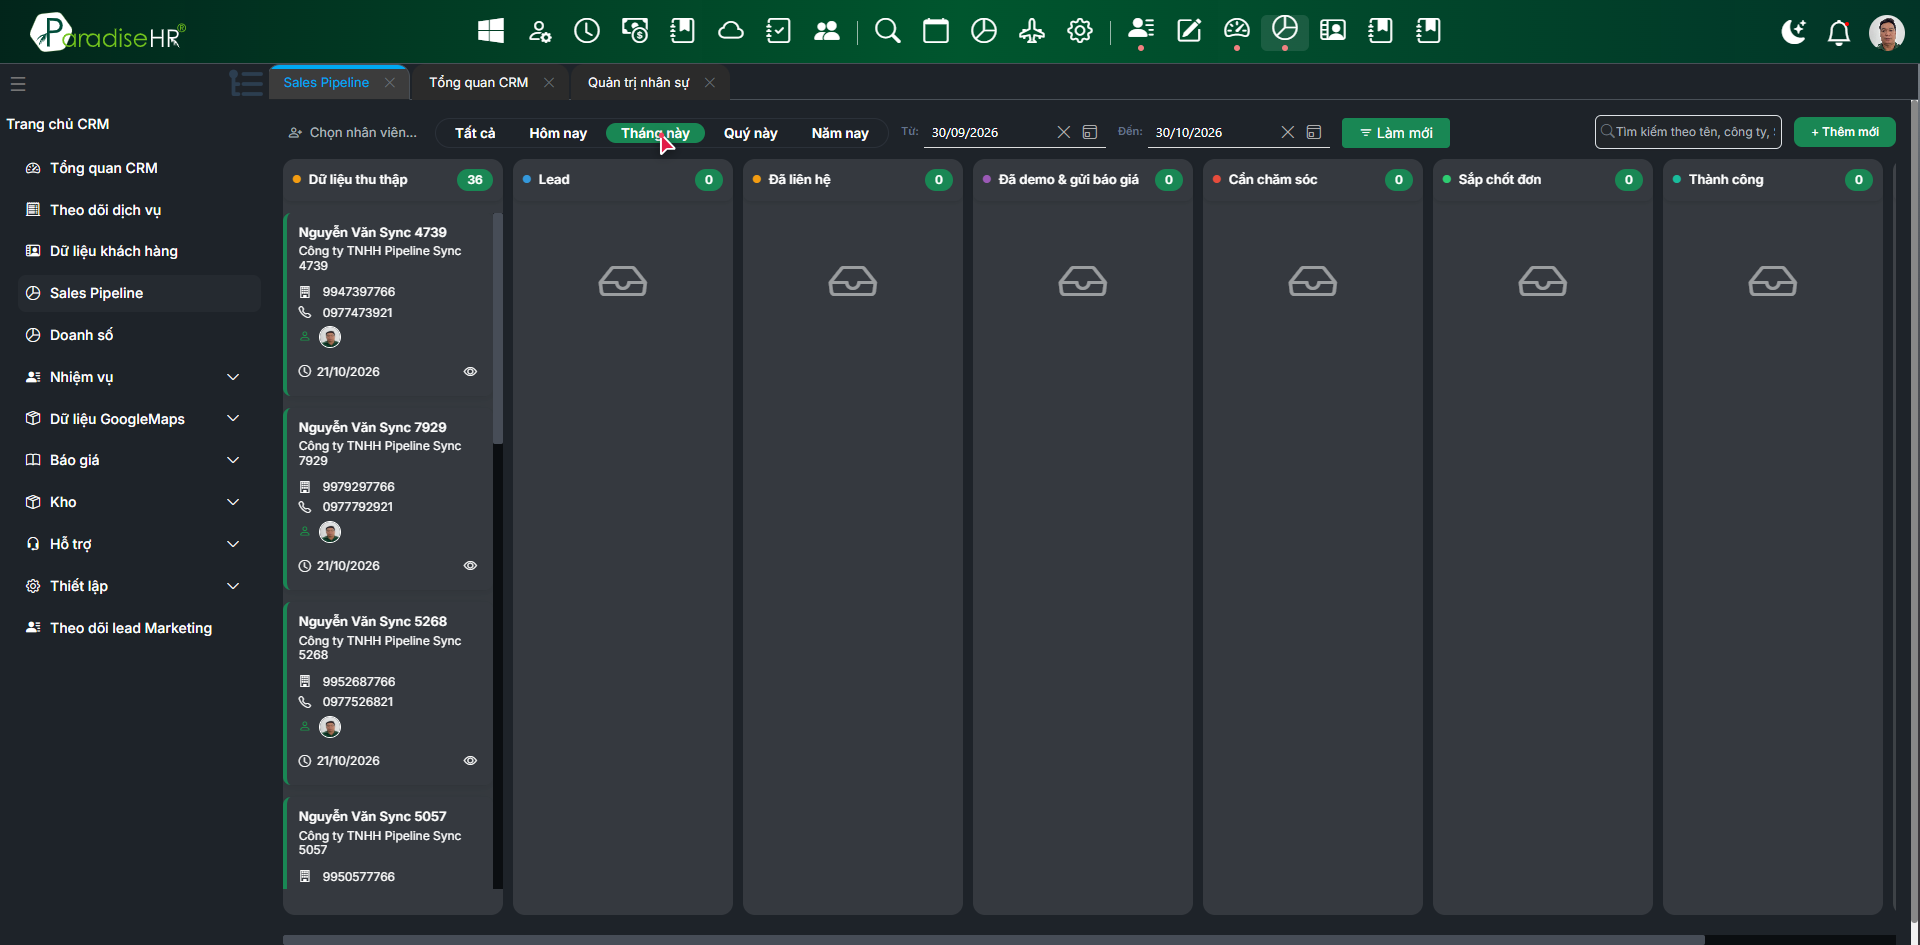 ParadiseHR®
Sales Pipeline
Tổng quan CRM
Quản trị nhân sự
Trang chủ CRM
Tổng quan CRM
Theo dõi dịch vụ
Dữ liệu khách hàng
Sales Pipeline
Doanh số
Nhiệm vụ
Dữ liệu GoogleMaps
Báo giá
Kho
Hỗ trợ
Thiết lập
Theo dõi lead Marketing
Chọn nhân viên...
Tất cả
Hôm nay
Tháng này
Quý này
Năm nay
Từ:
30/09/2026
Đến:
30/10/2026
Làm mới
Tìm kiếm theo tên, công ty,
+ Thêm mới
Dữ liệu thu thập 36
Nguyễn Văn Sync 4739
Công ty TNHH Pipeline Sync
4739
9947397766
0977473921
21/10/2026
Nguyễn Văn Sync 7929
Công ty TNHH Pipeline Sync
7929
9979297766
0977792921
21/10/2026
Nguyễn Văn Sync 5268
Công ty TNHH Pipeline Sync
5268
9952687766
0977526821
21/10/2026
Nguyễn Văn Sync 5057
Công ty TNHH Pipeline Sync
5057
9950577766
Lead 0
Đã liên hệ 0
Đã demo & gửi báo giá 0
Cần chăm sóc 0
Sắp chốt đơn 0
Thành công 0